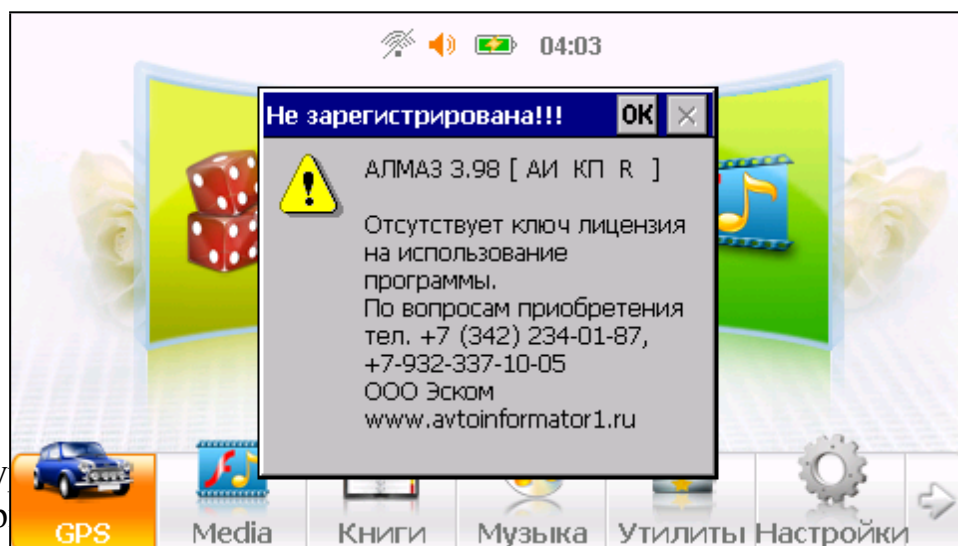 04:03
Не зарегистрирована!!! OK
АЛМАЗ 3.98 [ АИ КП R ]
Отсутствует ключ лицензия
на использование
программы.
По вопросам приобретения
тел. +7 (342) 234-01-87,
+7-932-337-10-05
ООО Эском
www.avtoinformator1.ru
GPS Media Книги Музыка Утилиты Настройки